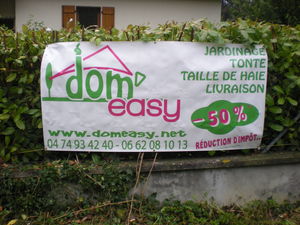 dom
easy
JARDINAGE
TONTE
TAILLE DE HAIE
LIVRAISON
- 50 %
www.domeasy.net
04 74 93 42 40 - 06 62 08 10 13
RÉDUCTION D'IMPÔT...